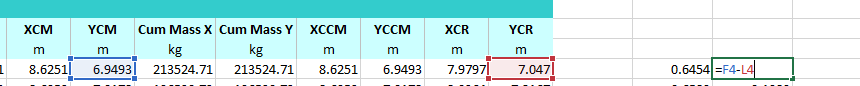 XCM YCM Cum Mass X Cum Mass Y XCCM YCCM XCR YCR
m m kg kg m m m m
8.6251 6.9493 213524.71 213524.71 8.6251 6.9493 7.9797 7.047 0.6454 =F4-L4